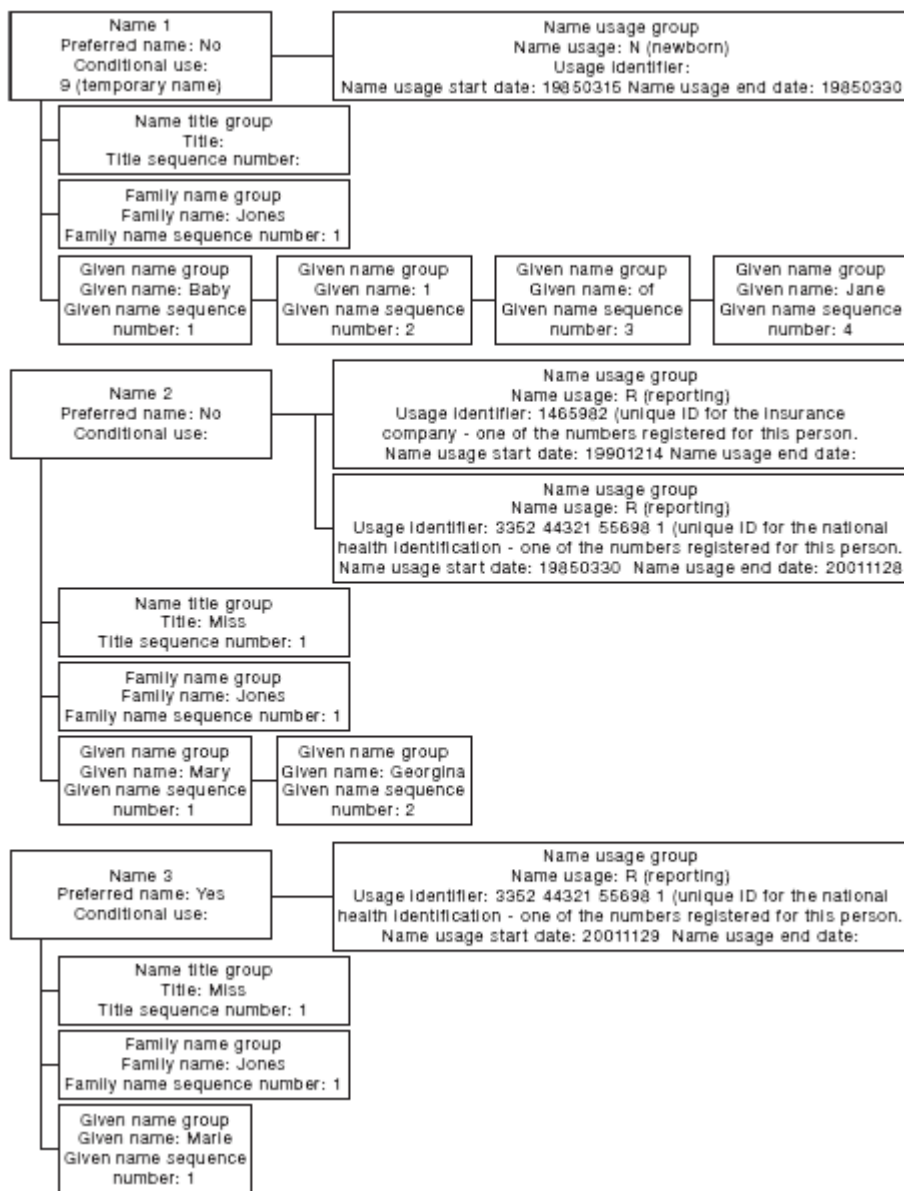 Name 1
Preferred name: No
Conditional use:
9 (temporary name)
Name usage group
Name usage: N (newborn)
Usage identifier:
Name usage start date: 19850315 Name usage end date: 19850330
Name title group
Title:
Title sequence number:
Family name group
Family name: Jones
Family name sequence number: 1
Given name group
Given name: Baby
Given name sequence
number: 1
Given name group
Given name: 1
Given name sequence
number: 2
Given name group
Given name: of
Given name sequence
number: 3
Given name group
Given name: Jane
Given name sequence
number: 4
Name 2
Preferred name: No
Conditional use:
Name usage group
Name usage: R (reporting)
Usage identifier: 1465982 (unique ID for the insurance
company - one of the numbers registered for this person.
Name usage start date: 19901214 Name usage end date:
Name usage group
Name usage: R (reporting)
Usage identifier: 3352 44321 55698 1 (unique ID for the national
health identification - one of the numbers registered for this person.
Name usage start date: 19850330 Name usage end date: 20011128
Name title group
Title: Miss
Title sequence number: 1
Family name group
Family name: Jones
Family name sequence number: 1
Given name group
Given name: Mary
Given name sequence
number: 1
Given name group
Given name: Georgina
Given name sequence
number: 2
Name 3
Preferred name: Yes
Conditional use:
Name usage group
Name usage: R (reporting)
Usage identifier: 3352 44321 55698 1 (unique ID for the national
health identification - one of the numbers registered for this person.
Name usage start date: 20011129 Name usage end date:
Name title group
Title: Miss
Title sequence number: 1
Family name group
Family name: Jones
Family name sequence number: 1
Given name group
Given name: Marie
Given name sequence
number: 1